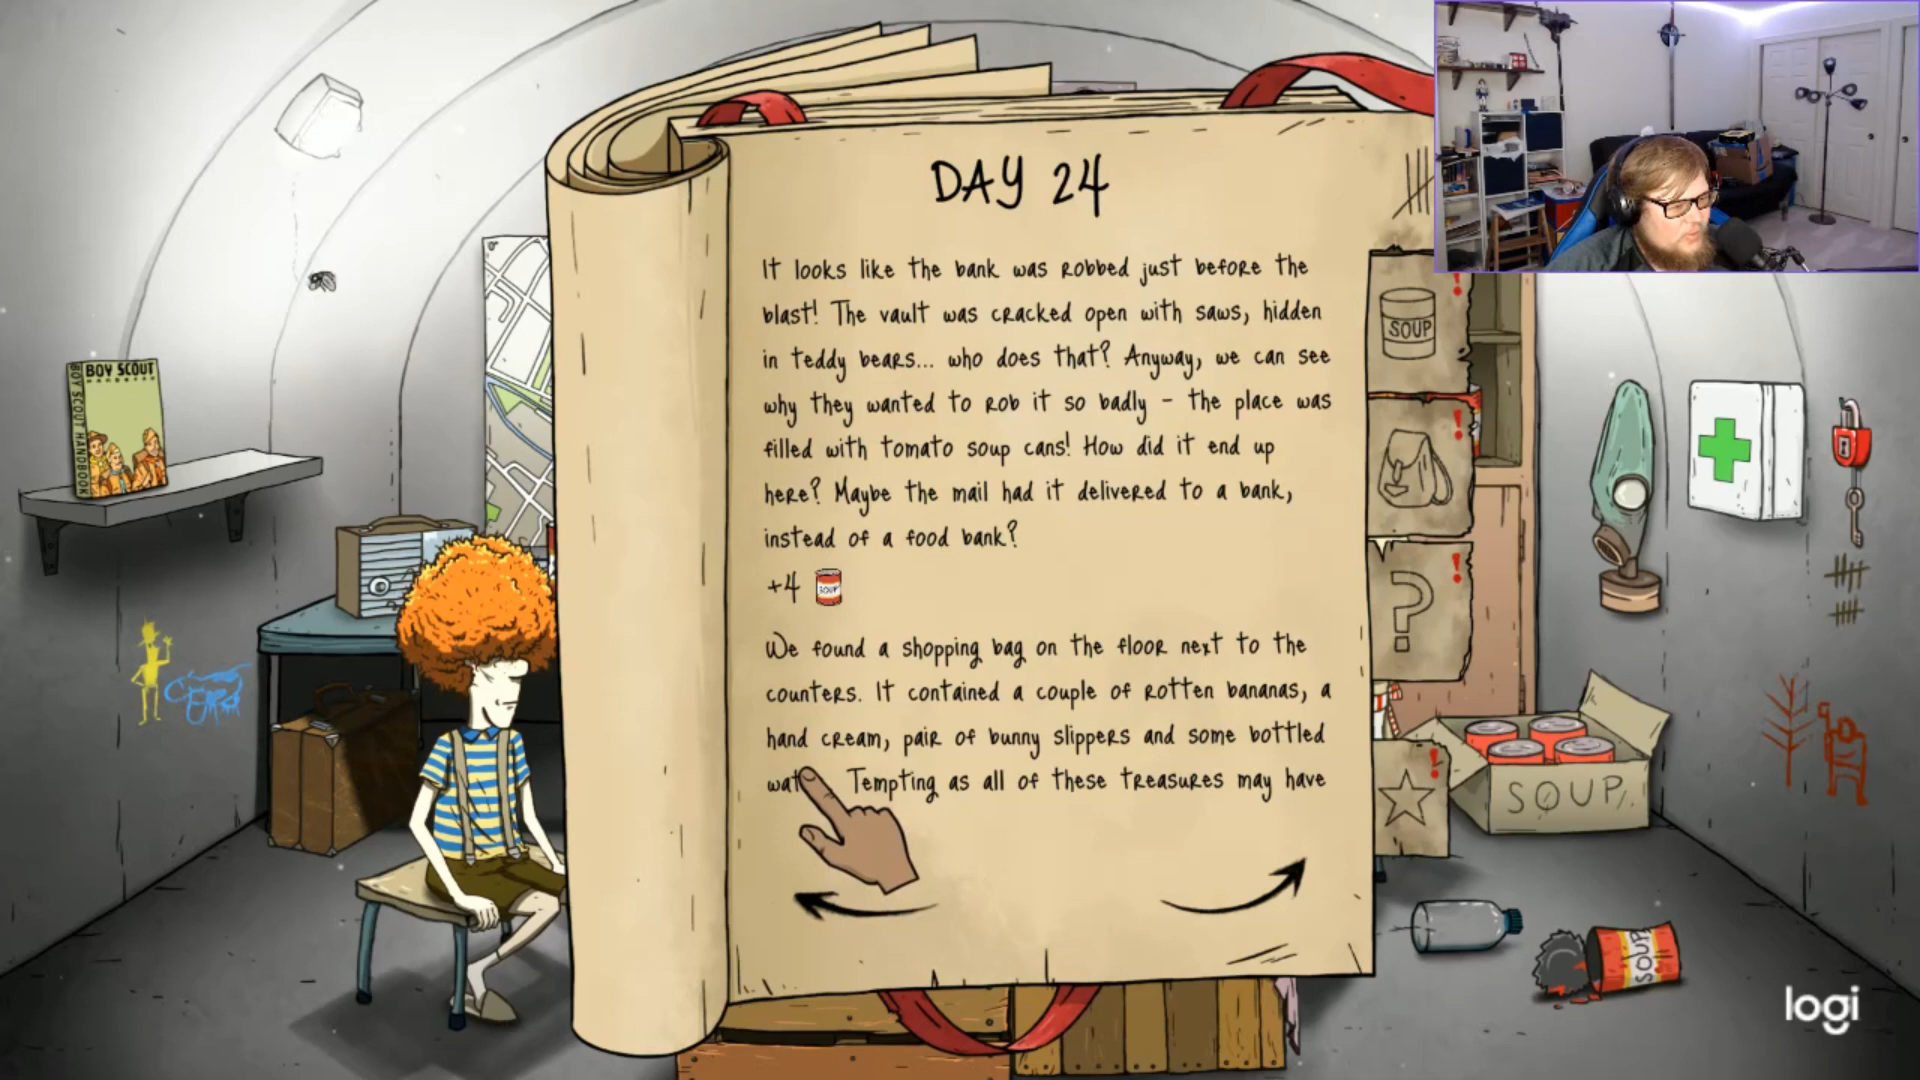 DAY 24
It looks like the bank was robbed just before the
blast! The vault was cracked open with saws, hidden
in teddy bears... who does that? Anyway, we can see
why they wanted to rob it so badly - the place was
filled with tomato soup cans! How did it end up
here? Maybe the mail had it delivered to a bank,
instead of a food bank?
+4 SOUP
We found a shopping bag on the floor next to the
counters. It contained a couple of rotten bananas, a
hand cream, pair of bunny slippers and some bottled
Tempting as all of these treasures may have
BOY SCOUT
BOY SCOUT HANDBOOK
!
SOUP
!
!
?
!
SOUP
SOUP
logi